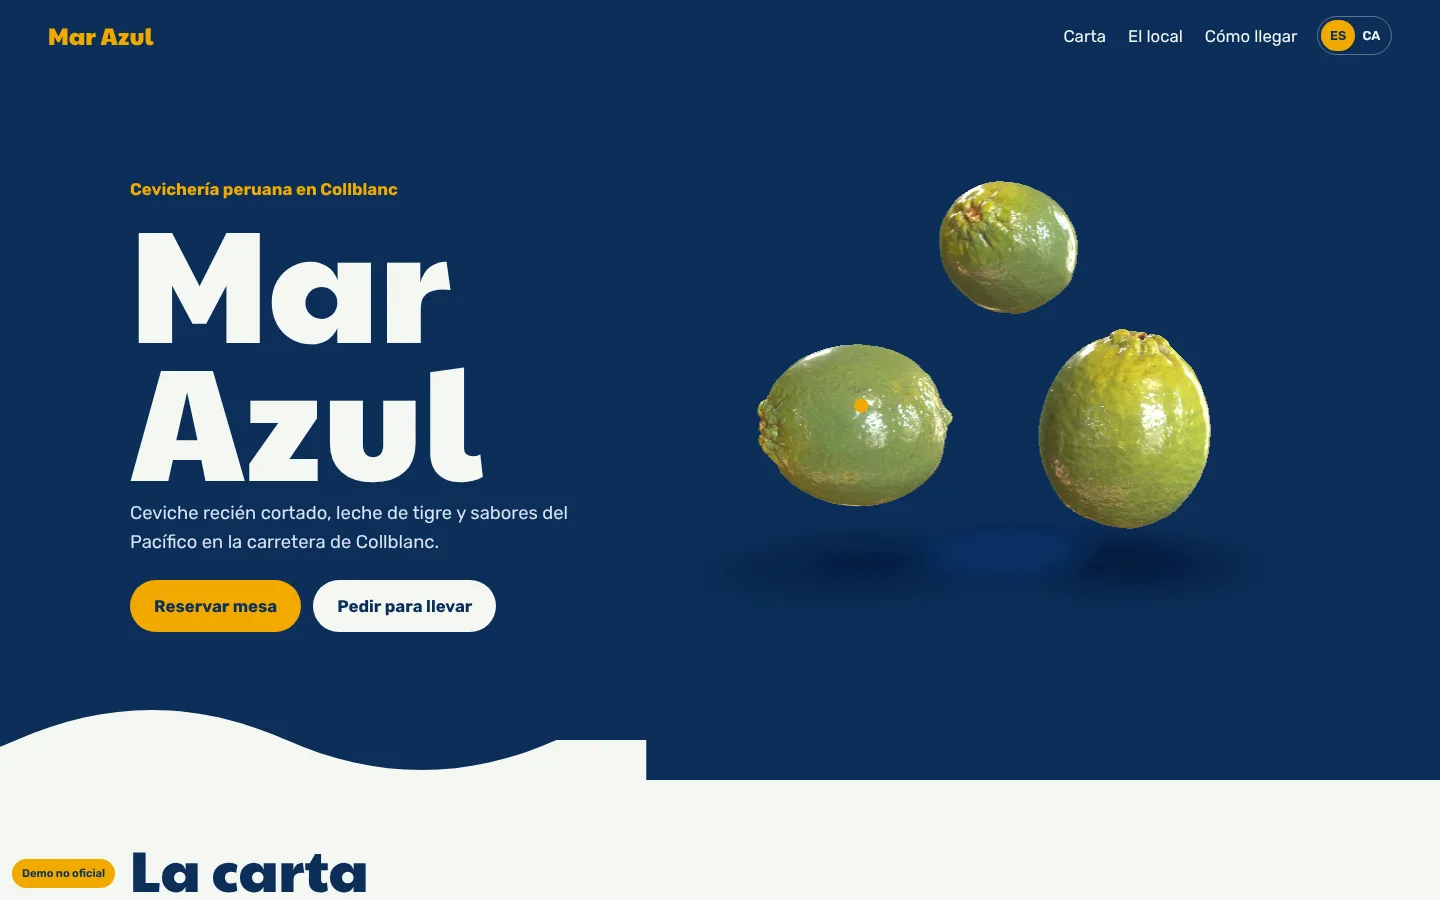 Mar Azul
Carta
El local
Cómo llegar
ES
CA
Cevichería peruana en Collblanc
Mar
Azul
Ceviche recién cortado, leche de tigre y sabores del
Pacífico en la carretera de Collblanc.
Reservar mesa
Pedir para llevar
Demo no oficial
La carta